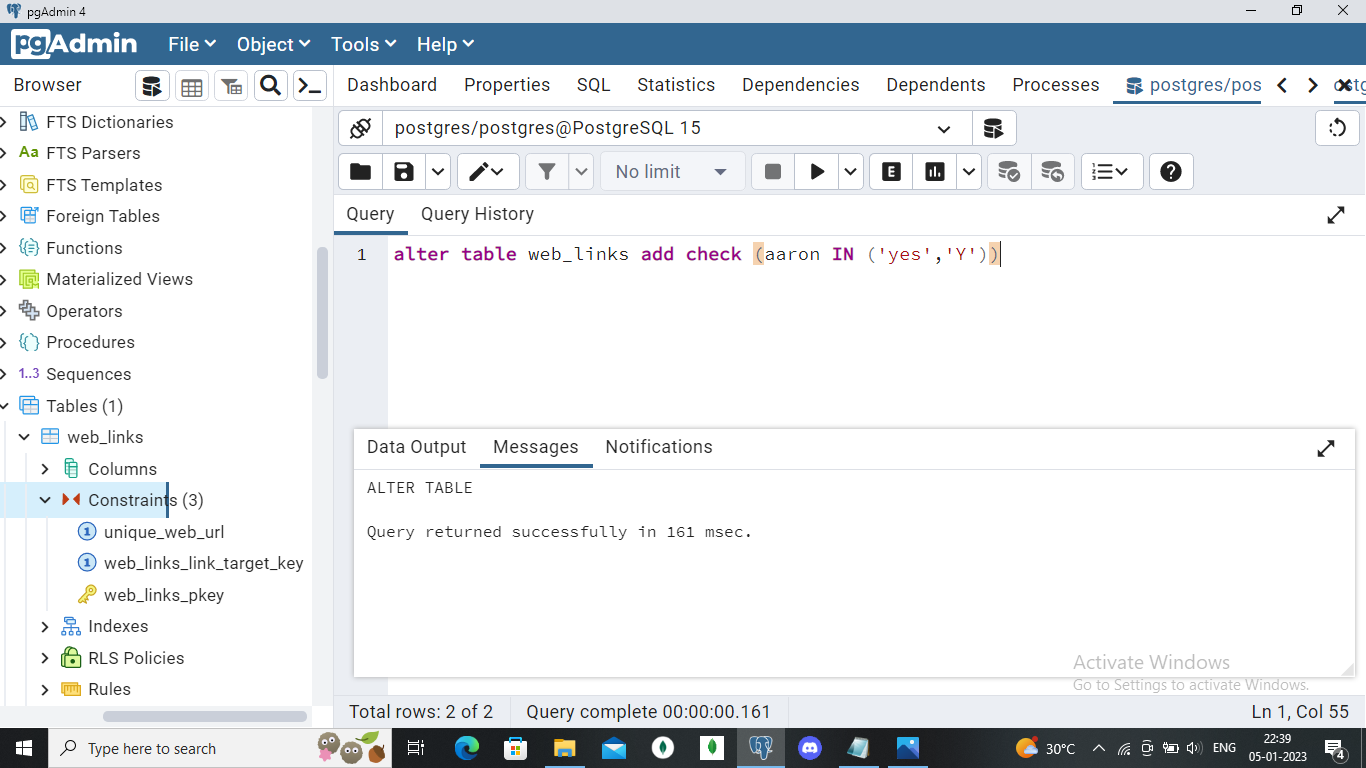 pgAdmin 4
pgAdmin File Object Tools Help
Browser Dashboard Properties SQL Statistics Dependencies Dependents Processes postgres/pos
FTS Dictionaries
FTS Parsers
FTS Templates
Foreign Tables
Functions
Materialized Views
Operators
Procedures
1..3 Sequences
Tables (1)
web_links
Columns
Constraints (3)
unique_web_url
web_links_link_target_key
web_links_pkey
Indexes
RLS Policies
Rules
postgres/postgres@PostgreSQL 15
No limit
E
Query Query History
1 alter table web_links add check (aaron IN ('yes','Y'))
Data Output Messages Notifications
ALTER TABLE
Query returned successfully in 161 msec.
Activate Windows
Go to Settings to activate Windows.
Total rows: 2 of 2 Query complete 00:00:00.161 Ln 1, Col 55
Type here to search 30°C ENG 22:39
05-01-2023 4